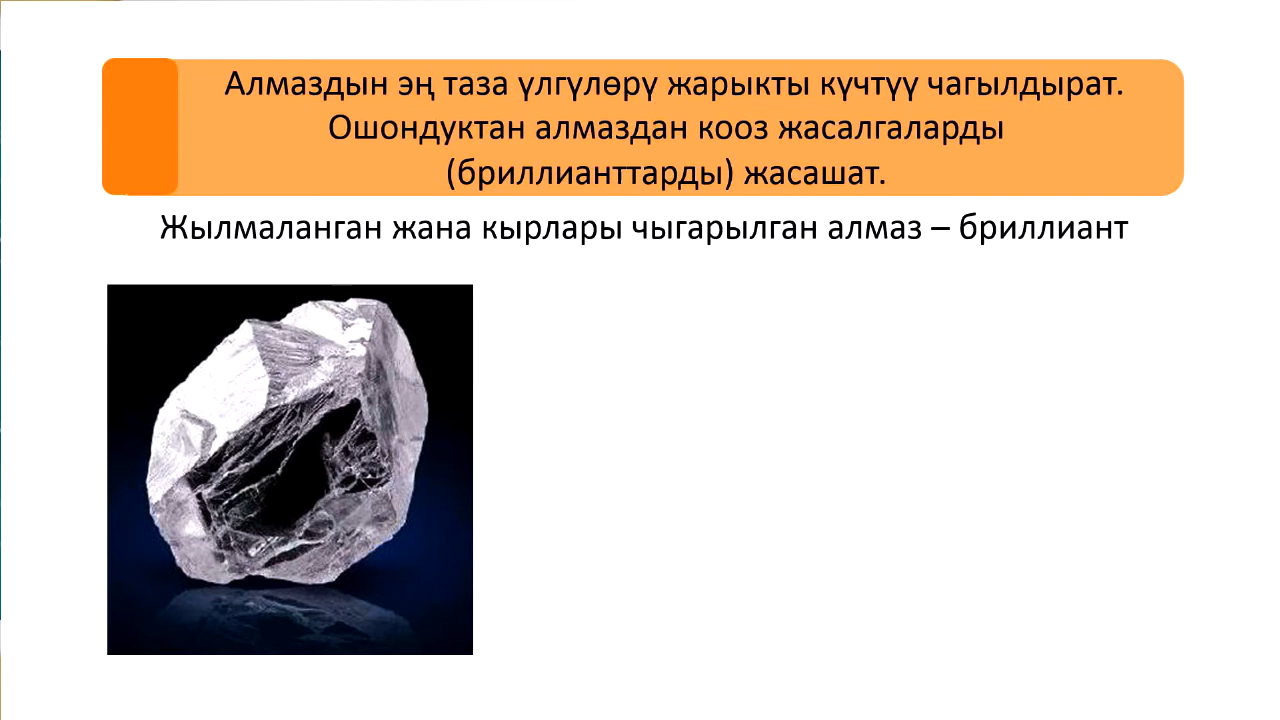 Алмаздын эң таза үлгүлөрү жарыкты күчтүү чагылдырат.
Ошондуктан алмаздан кооз жасалгаларды
(бриллианттарды) жасашат.
Жылмаланган жана кырлары чыгарылган алмаз – бриллиант